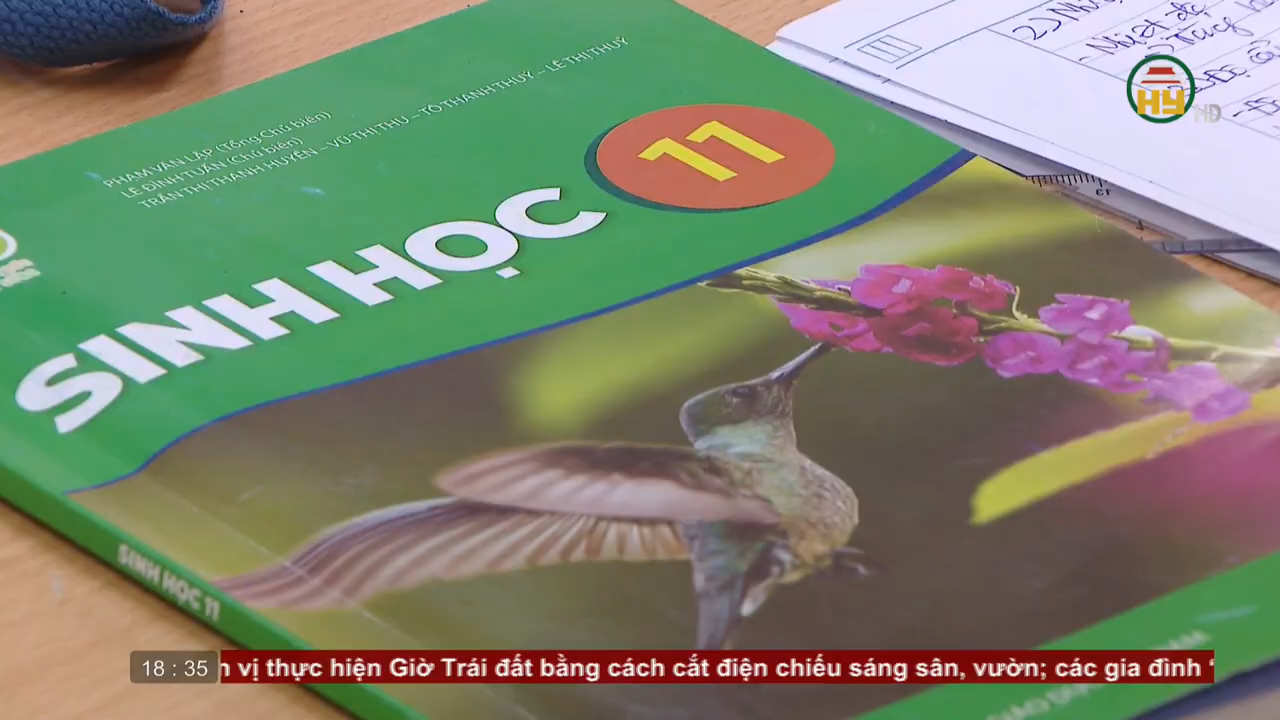 PHẠM VĂN LẬP (Tổng Chủ biên)
LÊ ĐÌNH TUẤN (Chủ biên)
TRẦN THỊ THANH HUYỀN – VŨ THỊ THU – TÔ THANH THUÝ – LÊ THỊ THUỶ
11
SINH HỌC
SINH HỌC 11
HY HD
18 : 35
vị thực hiện Giờ Trái đất bằng cách cắt điện chiếu sáng sân, vườn; các gia đình